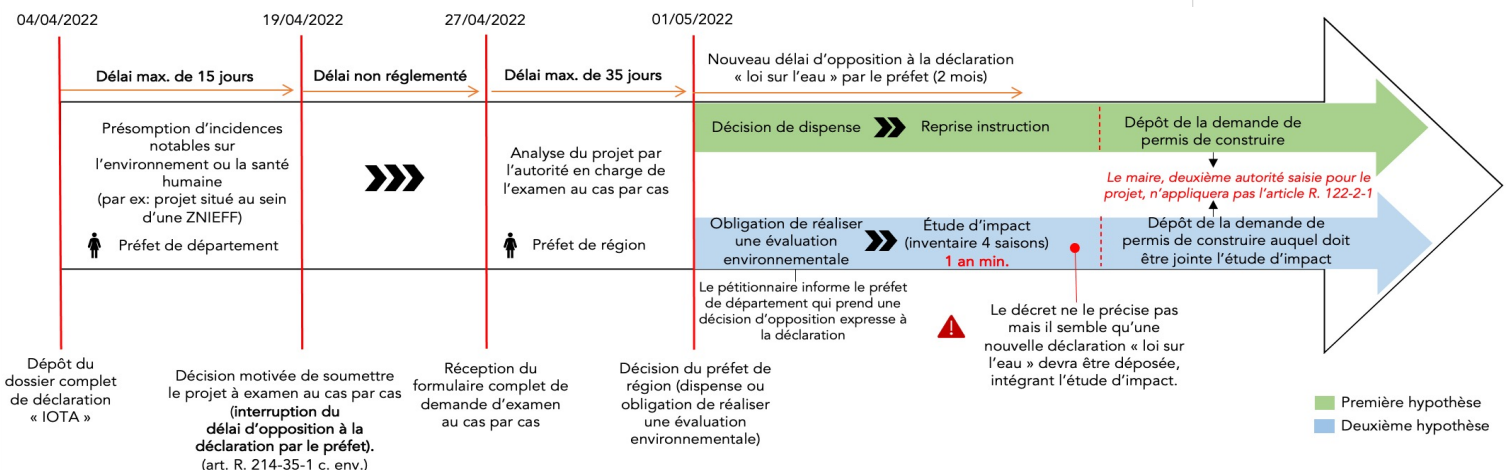 04/04/2022
19/04/2022
27/04/2022
01/05/2022
Délai max. de 15 jours
Délai non réglementé
Délai max. de 35 jours
Nouveau délai d’opposition à la déclaration
« loi sur l’eau » par le préfet (2 mois)
Présomption d’incidences
notables sur
l’environnement ou la santé
humaine
(par ex: projet situé au sein
d’une ZNIEFF)
Préfet de département
Analyse du projet par
l’autorité en charge de
l’examen au cas par cas
Préfet de région
Décision de dispense
Reprise instruction
Dépôt de la demande de
permis de construire
Le maire, deuxième autorité saisie pour le
projet, n’appliquera pas l’article R. 122-2-1
Obligation de réaliser
une évaluation
environnementale
Étude d’impact
(inventaire 4 saisons)
1 an min.
Dépôt de la demande de
permis de construire auquel doit
être jointe l’étude d’impact
Le pétitionnaire informe le préfet
de département qui prend une
décision d’opposition expresse à
la déclaration
Le décret ne le précise pas
mais il semble qu’une
nouvelle déclaration « loi sur
l’eau » devra être déposée,
intégrant l’étude d’impact.
Dépôt du
dossier complet
de déclaration
« IOTA »
Décision motivée de soumettre
le projet à examen au cas par cas
(interruption du
délai d’opposition à la
déclaration par le préfet).
(art. R. 214-35-1 c. env.)
Réception du
formulaire complet de
demande d’examen
au cas par cas
Décision du préfet de
région (dispense ou
obligation de réaliser
une évaluation
environnementale)
Première hypothèse
Deuxième hypothèse